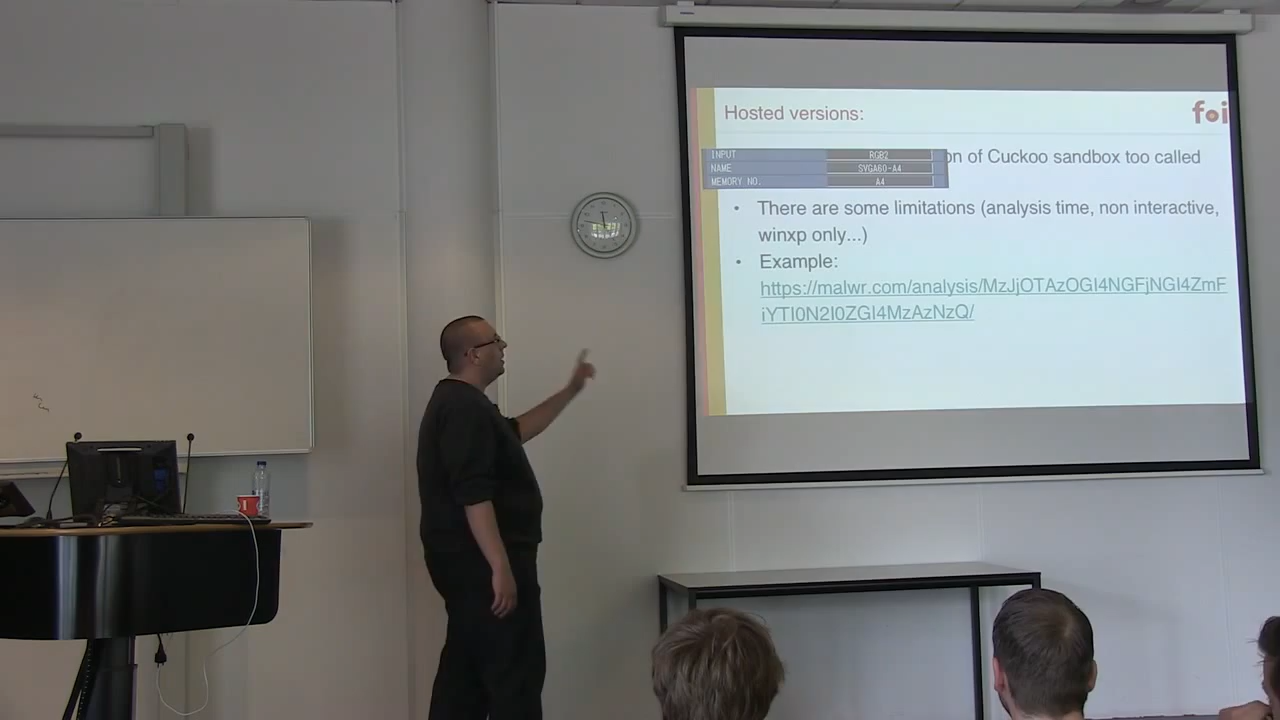 Hosted versions:
foi
on of Cuckoo sandbox too called
INPUT RGB2
NAME SVGA60-A4
MEMORY NO. A4
• There are some limitations (analysis time, non interactive,
winxp only...)
• Example:
https://malwr.com/analysis/MzJjOTAzOGI4NGFjNGI4ZmF
iYTI0N2I0ZGI4MzAzNzQ/